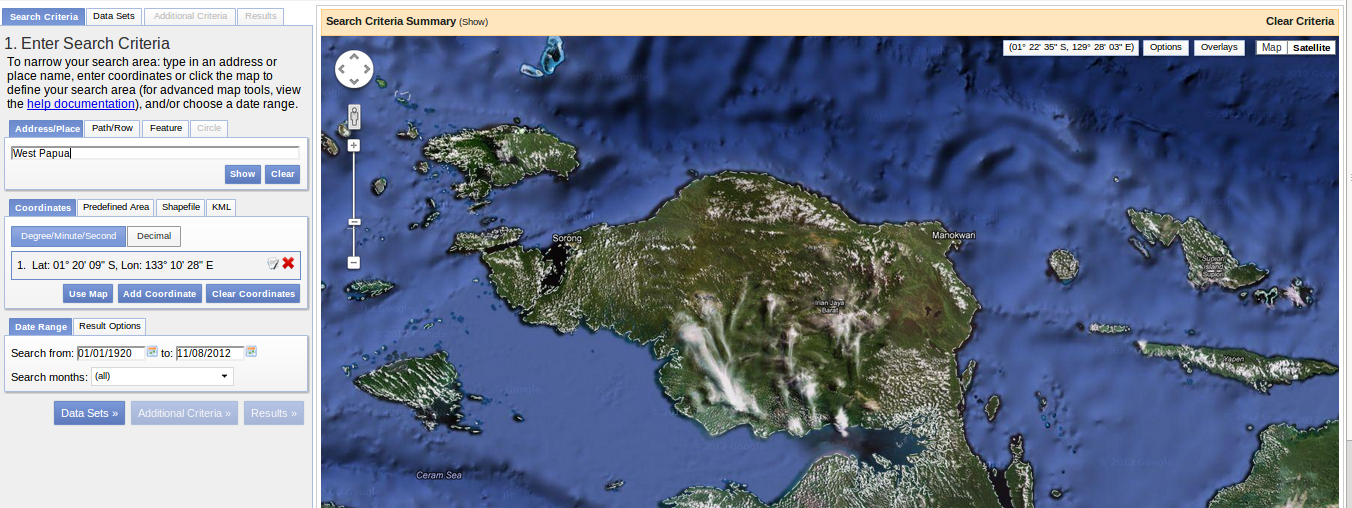 Search Criteria Data Sets Additional Criteria Results
1. Enter Search Criteria
To narrow your search area: type in an address or
place name, enter coordinates or click the map to
define your search area (for advanced map tools, view
the help documentation), and/or choose a date range.
Address/Place Path/Row Feature Circle
West Papua
Show Clear
Coordinates Predefined Area Shapefile KML
Degree/Minute/Second Decimal
1. Lat: 01° 20' 09" S, Lon: 133° 10' 28" E
Use Map Add Coordinate Clear Coordinates
Date Range Result Options
Search from: 01/01/1920 to: 11/08/2012
Search months: (all)
Data Sets » Additional Criteria » Results »
Search Criteria Summary (Show) Clear Criteria
(01° 22' 35" S, 129° 28' 03" E) Options Overlays Map Satellite
Sorong
Manokwari
Irian Jaya
Barat
Yapen
Ceram Sea